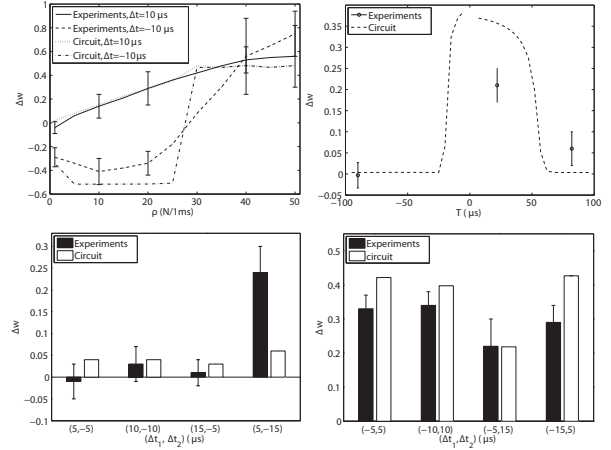 Experiments,Δt=10 μs
Experiments,Δt=−10 μs
Circuit,Δt=10 μs
Circuit,Δt=−10 μs
1
0.8
0.6
0.4
0.2
0
−0.2
−0.4
−0.6
Δw
0 10 20 30 40 50
ρ (N/1ms)
Experiments
Circuit
0.4
0.35
0.3
0.25
0.2
0.15
0.1
0.05
0
0.05
Δw
−100 −50 0 50 100
T (μs)
Experiments
Circuit
0.3
0.25
0.2
0.15
0.1
0.05
0
−0.05
−0.1
Δw
(5,−5) (10,−10) (15,−5) (5,−15)
(Δt₁, Δt₂) (μs)
Experiments
circuit
0.5
0.4
0.3
0.2
0.1
0
Δw
(−5,5) (−10,10) (−5,15) (−15,5)
(Δt₁,Δt₂) (μs)